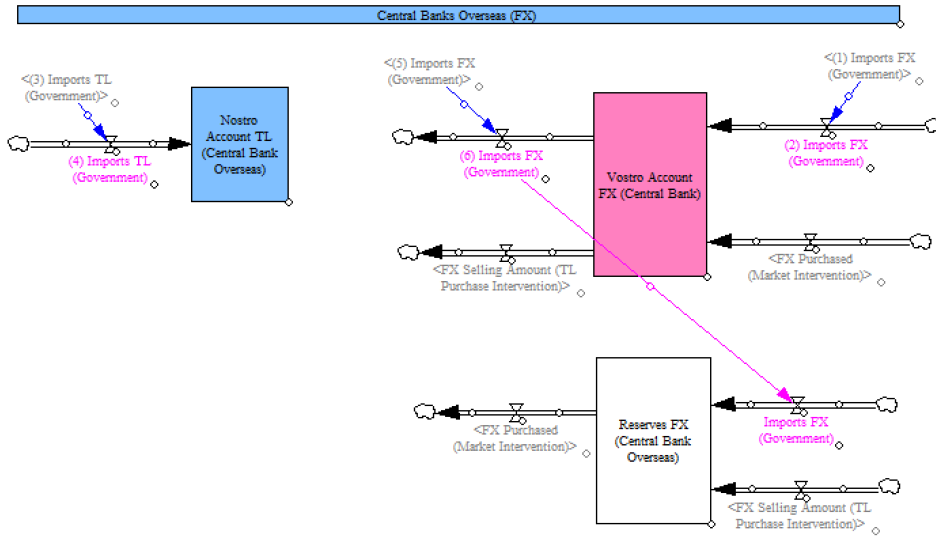 Central Banks Overseas (FX)
<(3) Imports TL
(Government)>
Nostro
Account TL
(Central Bank
Overseas)
(4) Imports TL
(Government)
<(5) Imports FX
(Government)>
<(1) Imports FX
(Government)>
(6) Imports FX
(Government)
Vostro Account
FX (Central Bank)
(2) Imports FX
(Government)
<FX Selling Amount (TL
Purchase Intervention)>
<FX Purchased
(Market Intervention)>
<FX Purchased
(Market Intervention)>
Reserves FX
(Central Bank
Overseas)
Imports FX
(Government)
<FX Selling Amount (TL
Purchase Intervention)>